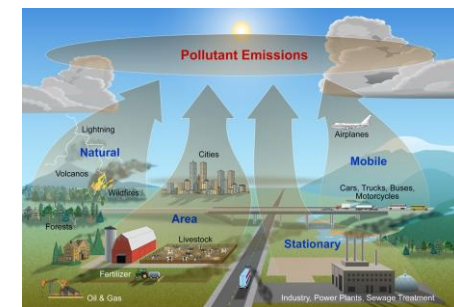 Pollutant Emissions
Lightning
Natural
Volcanos
Wildfires
Forests
Cities
Area
Livestock
Fertilizer
Oil & Gas
Airplanes
Mobile
Cars, Trucks, Buses,
Motorcycles
Stationary
Industry, Power Plants, Sewage Treatment